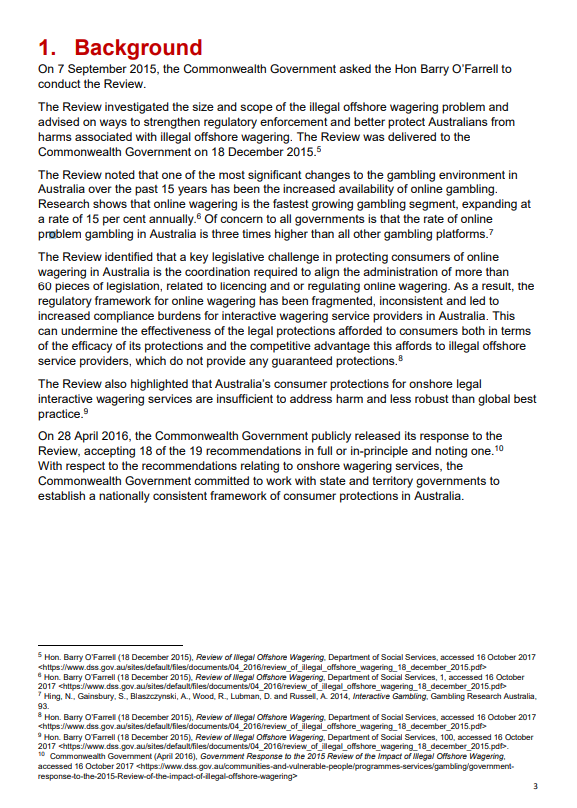 1. Background
On 7 September 2015, the Commonwealth Government asked the Hon Barry O'Farrell to
conduct the Review.
The Review investigated the size and scope of the illegal offshore wagering problem and
advised on ways to strengthen regulatory enforcement and better protect Australians from
harms associated with illegal offshore wagering. The Review was delivered to the
Commonwealth Government on 18 December 2015.⁵
The Review noted that one of the most significant changes to the gambling environment in
Australia over the past 15 years has been the increased availability of online gambling.
Research shows that online wagering is the fastest growing gambling segment, expanding at
a rate of 15 per cent annually.⁶ Of concern to all governments is that the rate of online
problem gambling in Australia is three times higher than all other gambling platforms.⁷
The Review identified that a key legislative challenge in protecting consumers of online
wagering in Australia is the coordination required to align the administration of more than
60 pieces of legislation, related to licencing and or regulating online wagering. As a result, the
regulatory framework for online wagering has been fragmented, inconsistent and led to
increased compliance burdens for interactive wagering service providers in Australia. This
can undermine the effectiveness of the legal protections afforded to consumers both in terms
of the efficacy of its protections and the competitive advantage this affords to illegal offshore
service providers, which do not provide any guaranteed protections.⁸
The Review also highlighted that Australia's consumer protections for onshore legal
interactive wagering services are insufficient to address harm and less robust than global best
practice.⁹
On 28 April 2016, the Commonwealth Government publicly released its response to the
Review, accepting 18 of the 19 recommendations in full or in-principle and noting one.¹⁰
With respect to the recommendations relating to onshore wagering services, the
Commonwealth Government committed to work with state and territory governments to
establish a nationally consistent framework of consumer protections in Australia.
⁵ Hon. Barry O'Farrell (18 December 2015), Review of Illegal Offshore Wagering, Department of Social Services, accessed 16 October 2017
<https://www.dss.gov.au/sites/default/files/documents/04_2016/review_of_illegal_offshore_wagering_18_december_2015.pdf>
⁶ Hon. Barry O'Farrell (18 December 2015), Review of Illegal Offshore Wagering, Department of Social Services, 1, accessed 16 October
2017 <https://www.dss.gov.au/sites/default/files/documents/04_2016/review_of_illegal_offshore_wagering_18_december_2015.pdf>
⁷ Hing, N., Gainsbury, S., Blaszczynski, A., Wood, R., Lubman, D. and Russell, A. 2014, Interactive Gambling, Gambling Research Australia,
93.
⁸ Hon. Barry O'Farrell (18 December 2015), Review of Illegal Offshore Wagering, Department of Social Services, accessed 16 October 2017
<https://www.dss.gov.au/sites/default/files/documents/04_2016/review_of_illegal_offshore_wagering_18_december_2015.pdf>
⁹ Hon. Barry O'Farrell (18 December 2015), Review of Illegal Offshore Wagering, Department of Social Services, 100, accessed 16 October
2017 <https://www.dss.gov.au/sites/default/files/documents/04_2016/review_of_illegal_offshore_wagering_18_december_2015.pdf>.
¹⁰ Commonwealth Government (April 2016), Government Response to the 2015 Review of the Impact of Illegal Offshore Wagering,
accessed 16 October 2017 <https://www.dss.gov.au/communities-and-vulnerable-people/programmes-services/gambling/government-
response-to-the-2015-Review-of-the-impact-of-illegal-offshore-wagering>
3